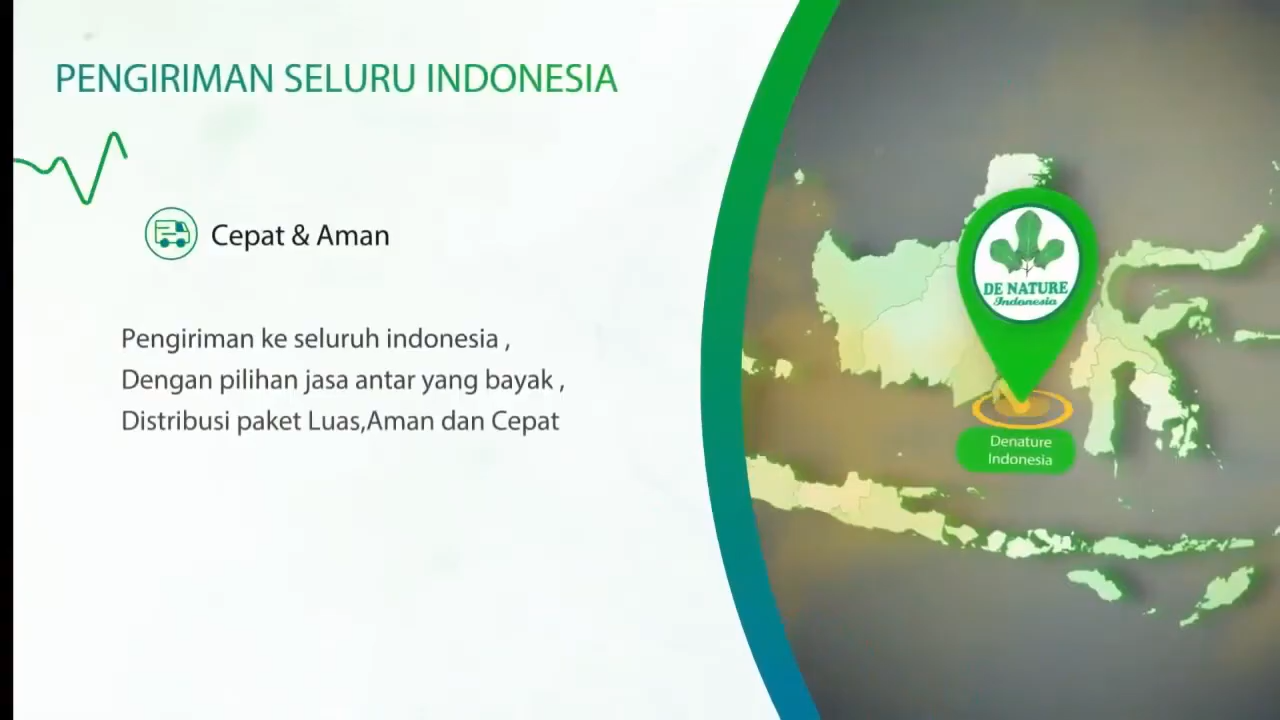 PENGIRIMAN SELURU INDONESIA
Cepat & Aman
Pengiriman ke seluruh indonesia ,
Dengan pilihan jasa antar yang bayak ,
Distribusi paket Luas,Aman dan Cepat
DE NATURE
Indonesia
Denature
Indonesia